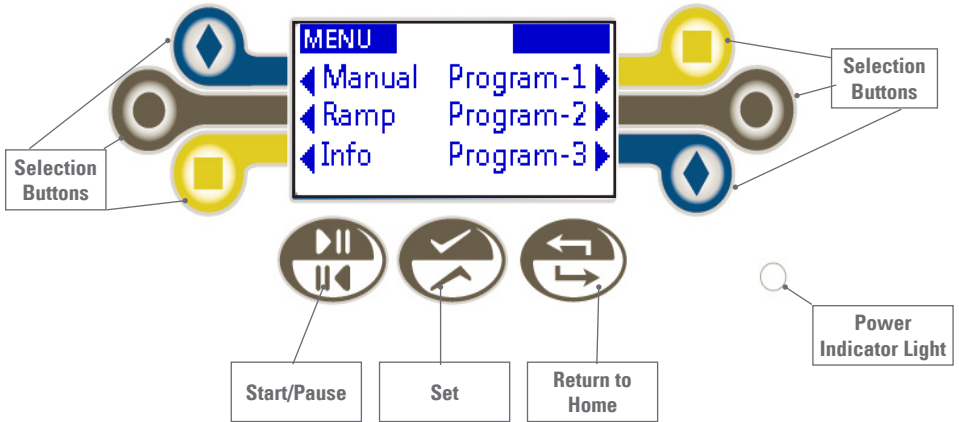 MENU
Manual Program-1
Ramp Program-2
Info Program-3
Selection
Buttons
Selection
Buttons
Power
Indicator Light
Start/Pause
Set
Return to
Home